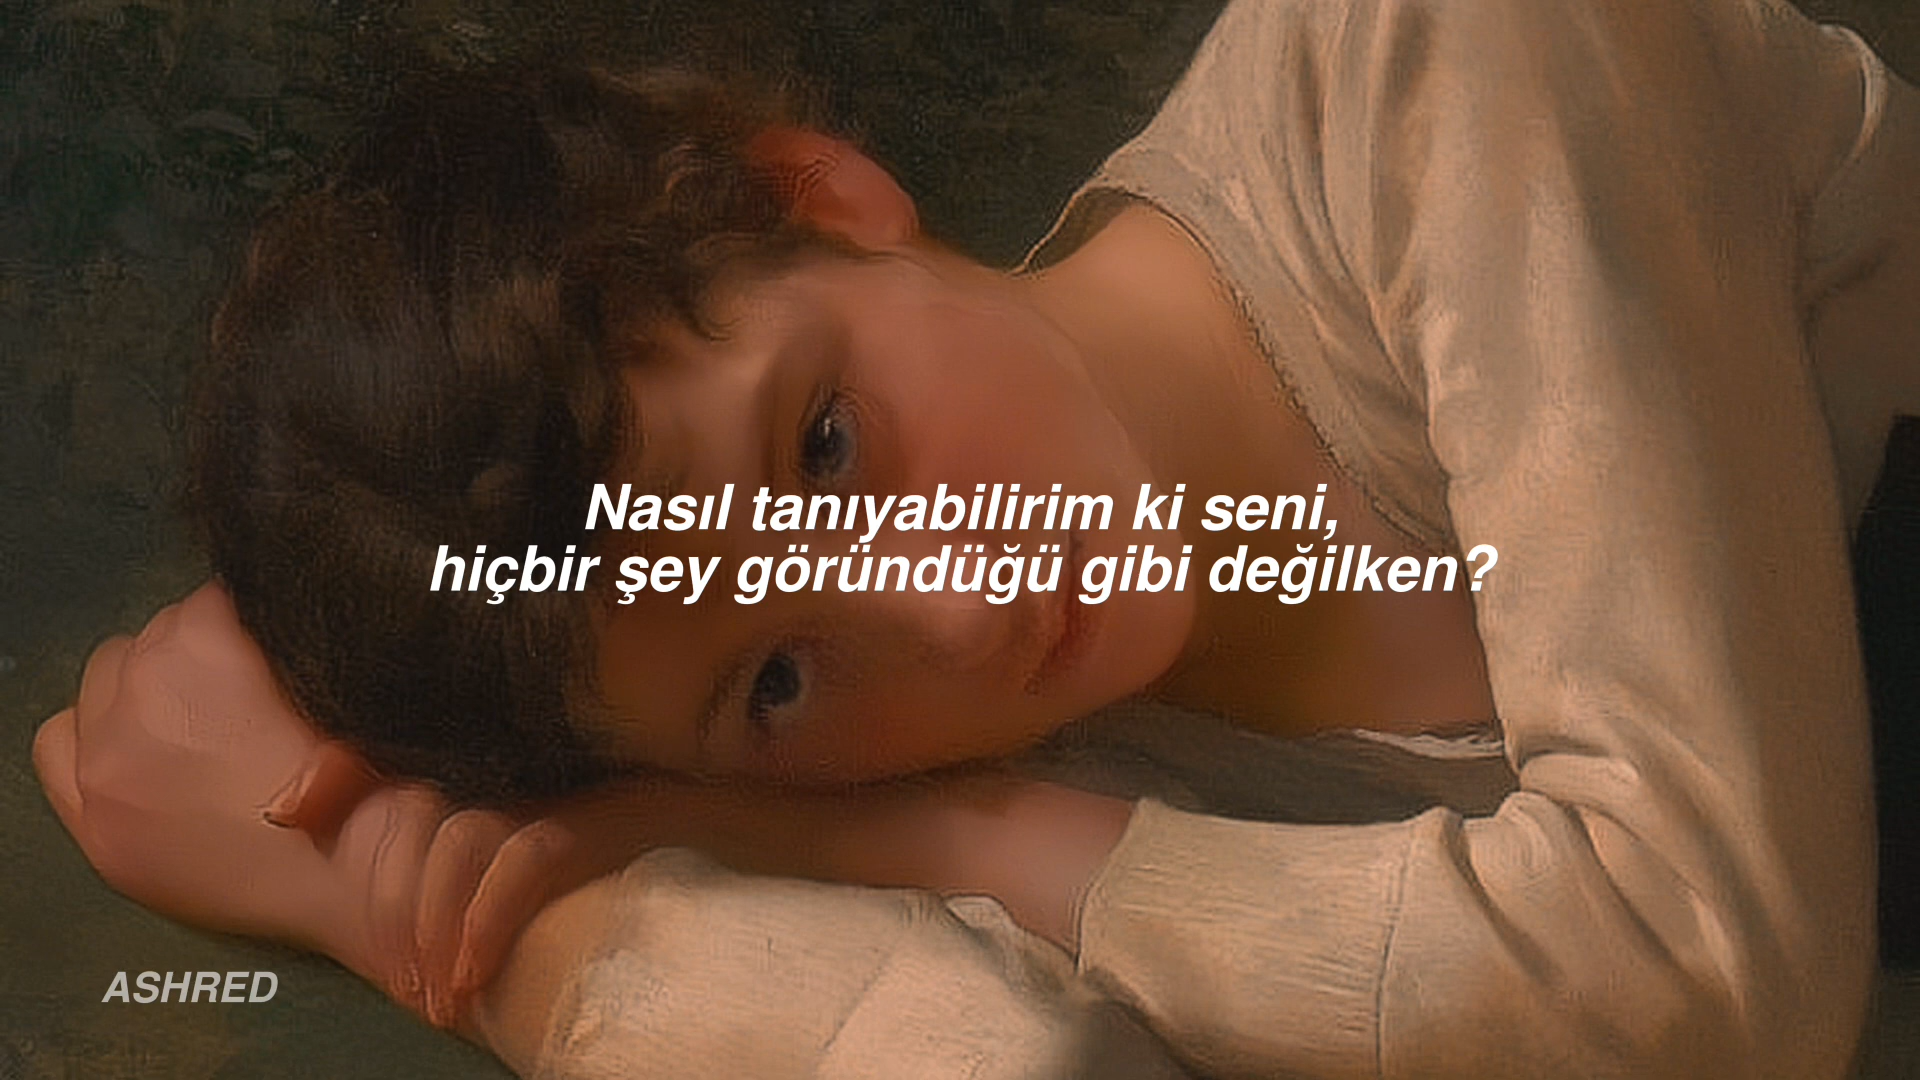 Nasıl tanıyabilirim ki seni,
hiçbir şey göründüğü gibi değilken?
ASHRED